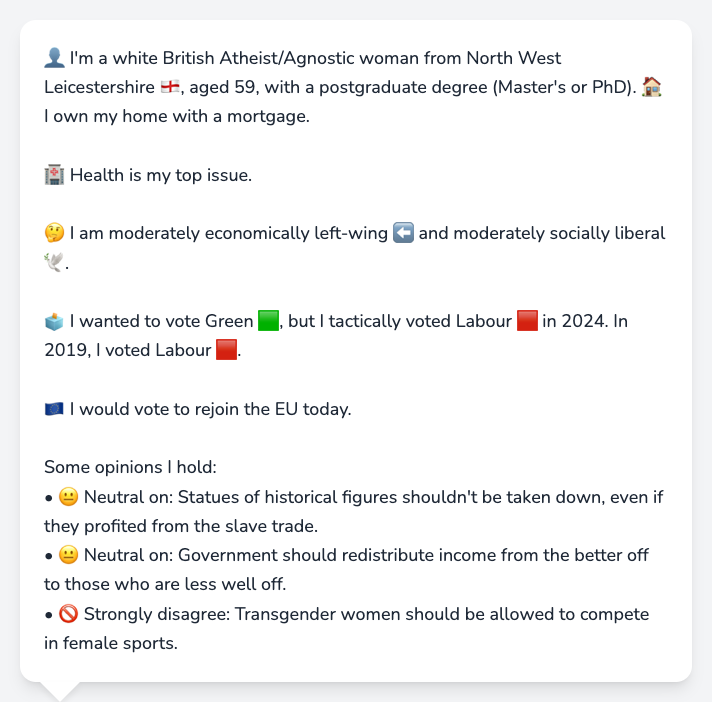 👤 I'm a white British Atheist/Agnostic woman from North West
Leicestershire 🏴󠁧󠁢󠁥󠁮󠁧󠁿, aged 59, with a postgraduate degree (Master's or PhD). 🏠
I own my home with a mortgage.
🏥 Health is my top issue.
🤔 I am moderately economically left-wing ⬅️ and moderately socially liberal
🕊️.
🗳️ I wanted to vote Green 🟩, but I tactically voted Labour 🟥 in 2024. In
2019, I voted Labour 🟥.
🇪🇺 I would vote to rejoin the EU today.
Some opinions I hold:
• 😐 Neutral on: Statues of historical figures shouldn't be taken down, even if
they profited from the slave trade.
• 😐 Neutral on: Government should redistribute income from the better off
to those who are less well off.
• 🚫 Strongly disagree: Transgender women should be allowed to compete
in female sports.